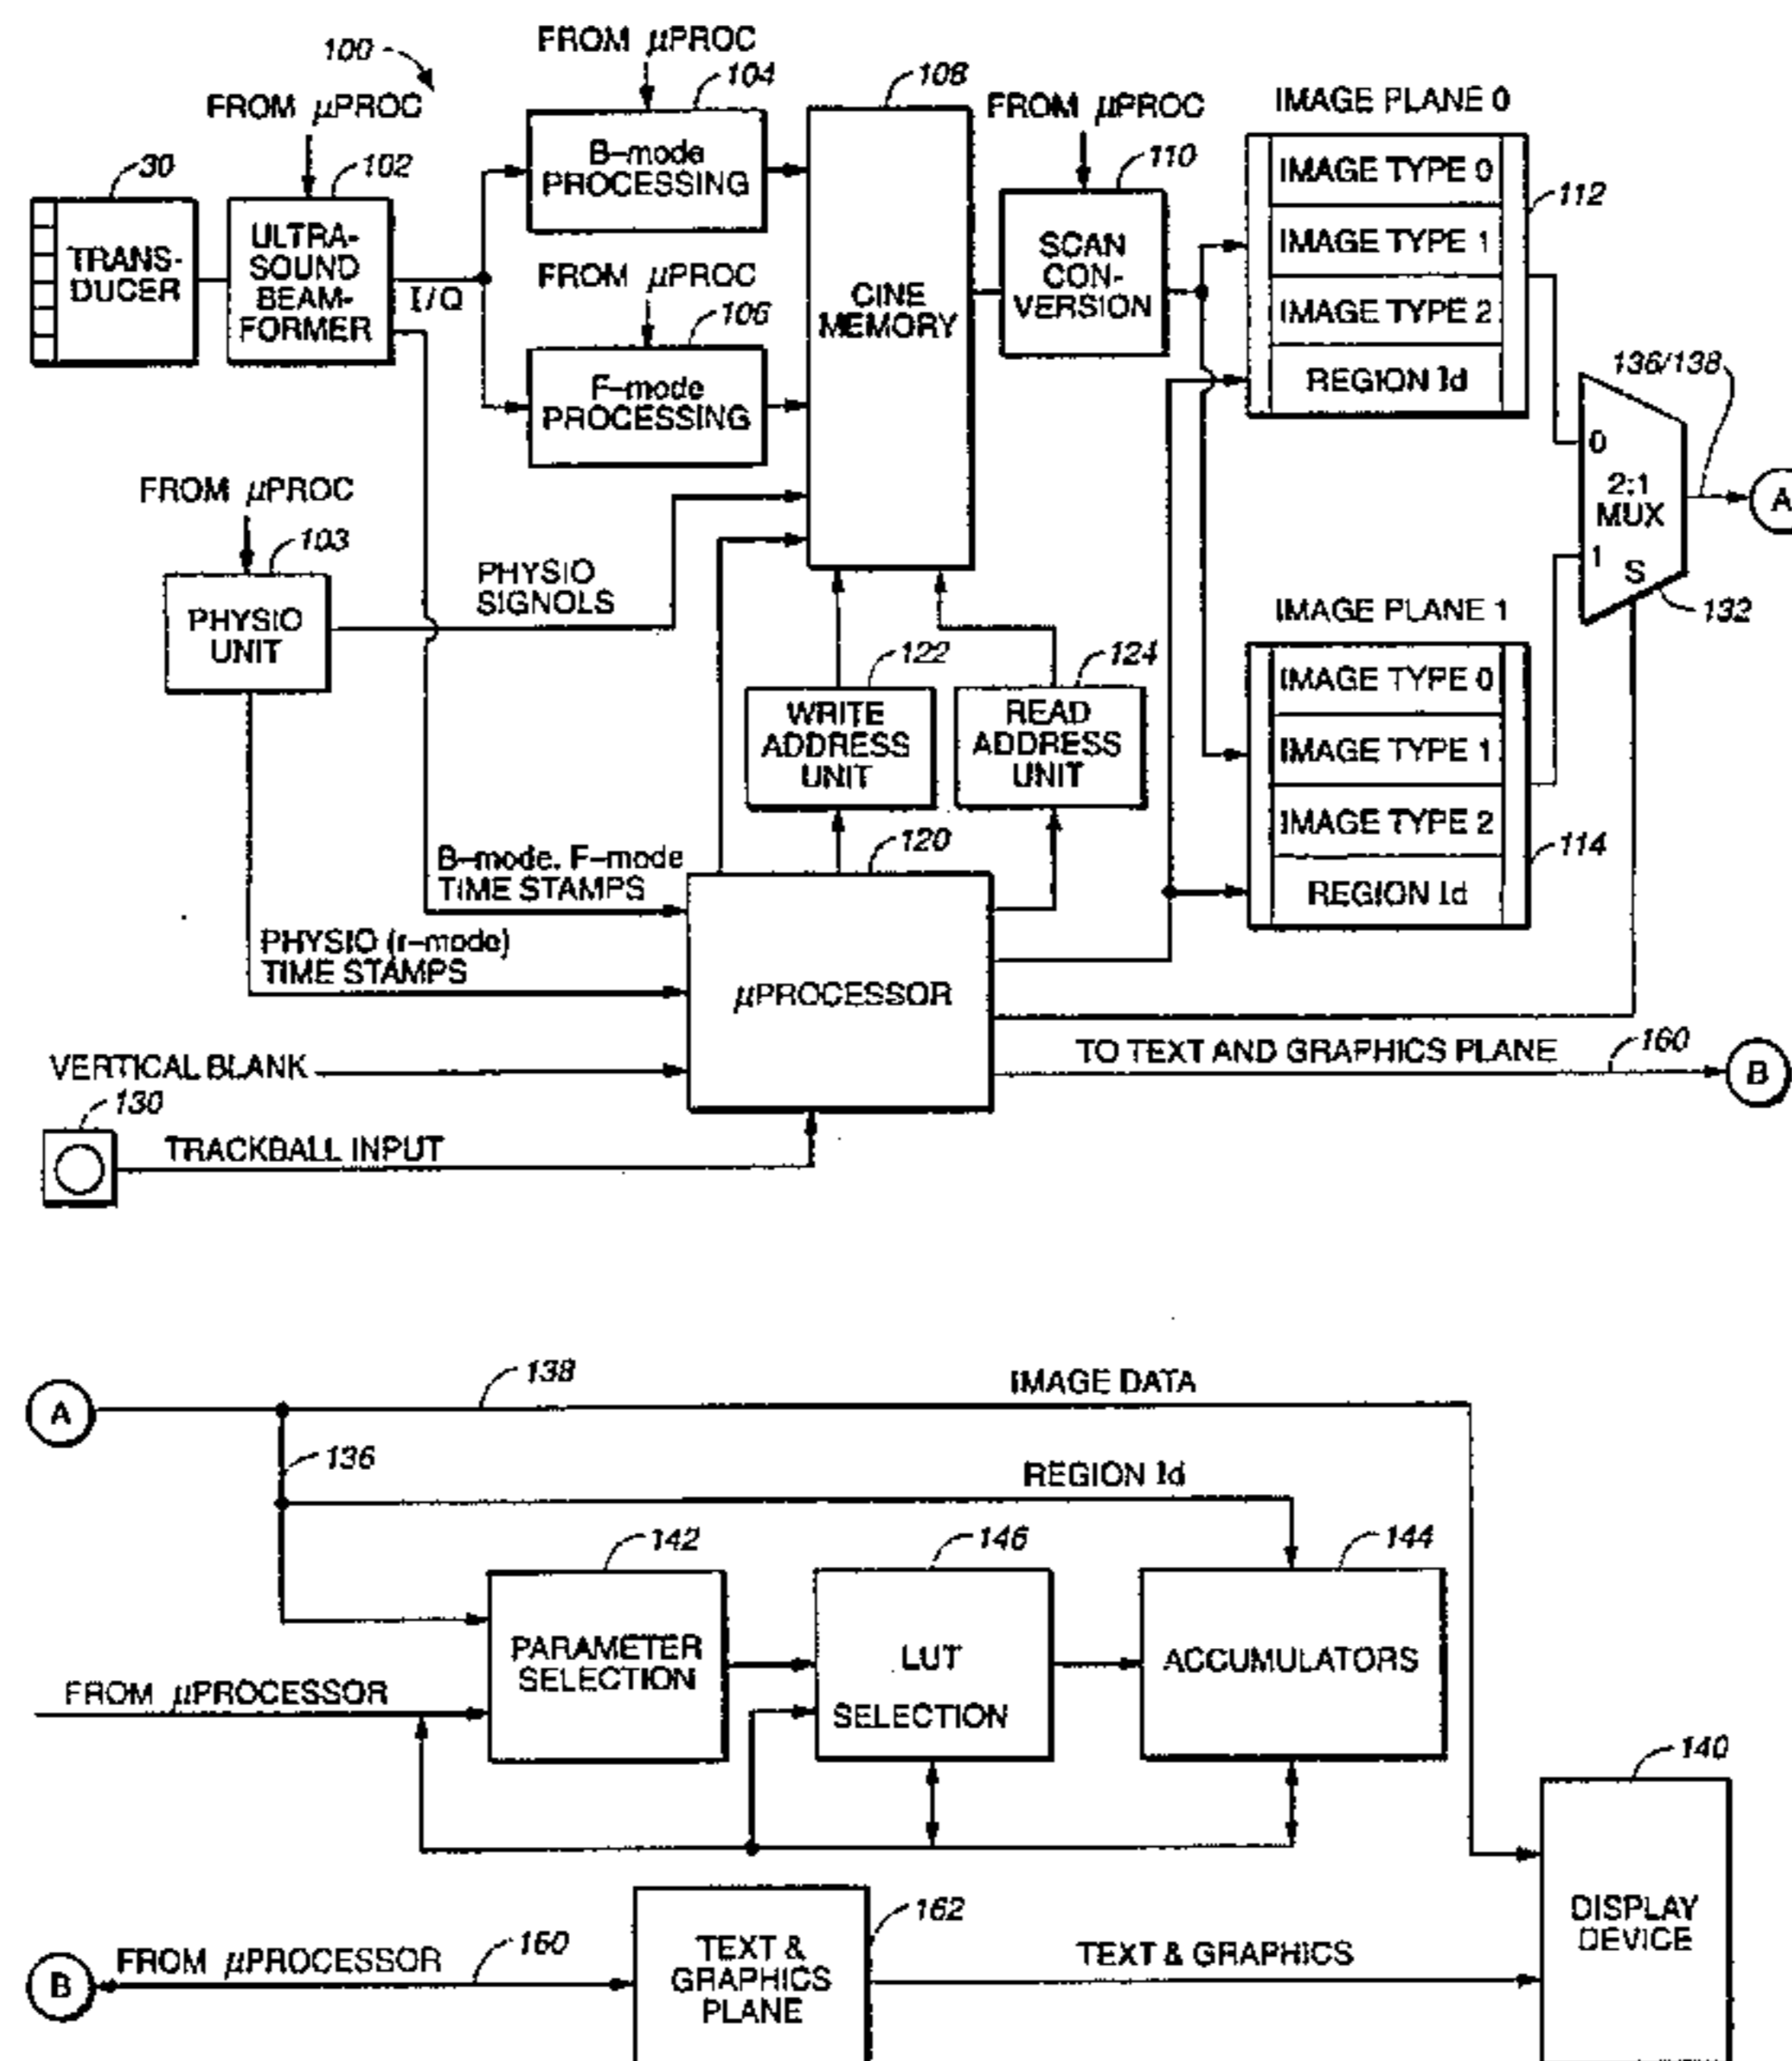 100
FROM μPROC
FROM μPROC
104
108
FROM μPROC
110
IMAGE PLANE 0
30
102
B-mode
PROCESSING
IMAGE TYPE 0
112
TRANS-
DUCER
ULTRA-
SOUND
BEAM-
FORMER
I/Q
FROM μPROC
106
CINE
MEMORY
SCAN
CON-
VERSION
IMAGE TYPE 1
IMAGE TYPE 2
REGION Id
136/138
F-mode
PROCESSING
0
2:1
MUX
1
S
A
132
FROM μPROC
103
PHYSIO
UNIT
PHYSIO
SIGNOLS
122
124
WRITE
ADDRESS
UNIT
READ
ADDRESS
UNIT
IMAGE PLANE 1
IMAGE TYPE 0
IMAGE TYPE 1
IMAGE TYPE 2
REGION Id
114
B-mode, F-mode
TIME STAMPS
120
PHYSIO (r-mode)
TIME STAMPS
μPROCESSOR
VERTICAL BLANK
TO TEXT AND GRAPHICS PLANE
160
B
130
TRACKBALL INPUT
A
138
IMAGE DATA
136
REGION Id
142
146
144
PARAMETER
SELECTION
LUT
SELECTION
ACCUMULATORS
FROM μPROCESSOR
140
DISPLAY
DEVICE
B
FROM μPROCESSOR
160
162
TEXT &
GRAPHICS
PLANE
TEXT & GRAPHICS